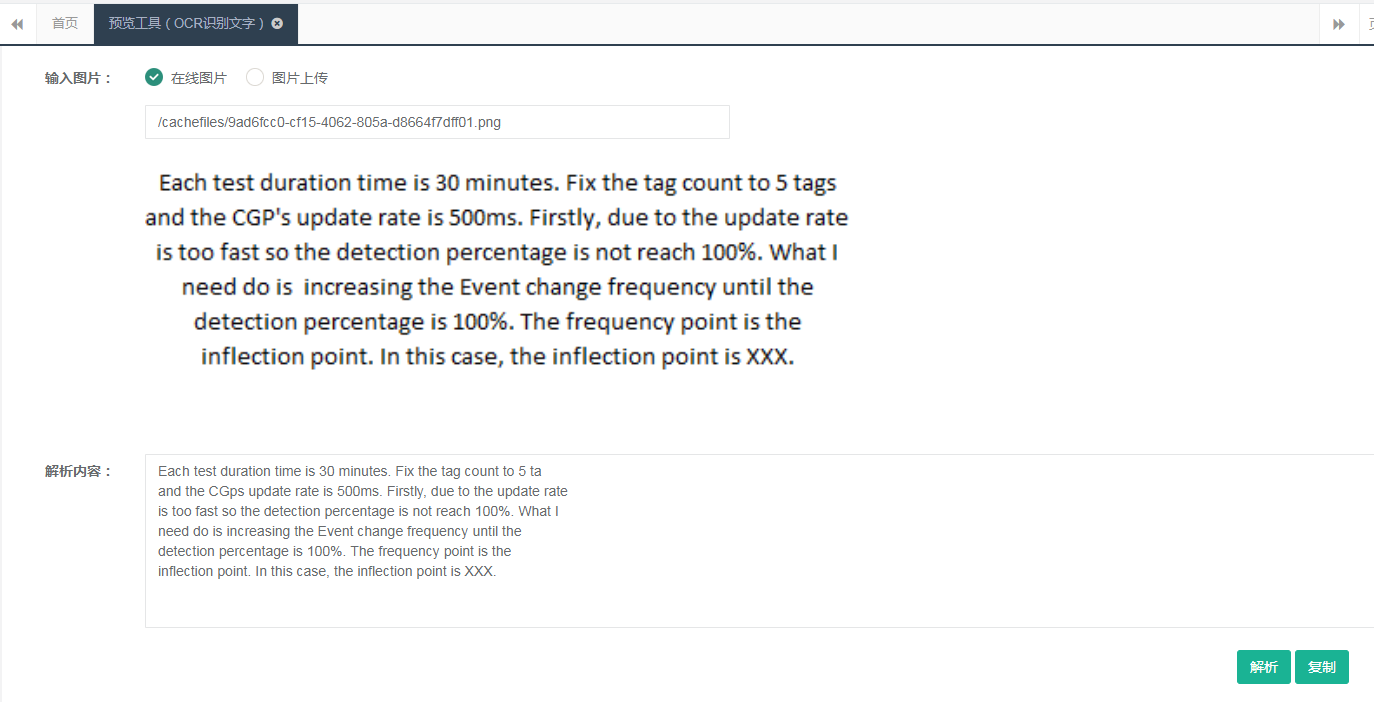 首页
预览工具（OCR识别文字）
输入图片：
在线图片 图片上传
/cachefiles/9ad6fcc0-cf15-4062-805a-d8664f7dff01.png
Each test duration time is 30 minutes. Fix the tag count to 5 tags
and the CGP's update rate is 500ms. Firstly, due to the update rate
is too fast so the detection percentage is not reach 100%. What I
need do is  increasing the Event change frequency until the
detection percentage is 100%. The frequency point is the
inflection point. In this case, the inflection point is XXX.
解析内容：
Each test duration time is 30 minutes. Fix the tag count to 5 ta
and the CGps update rate is 500ms. Firstly, due to the update rate
is too fast so the detection percentage is not reach 100%. What I
need do is increasing the Event change frequency until the
detection percentage is 100%. The frequency point is the
inflection point. In this case, the inflection point is XXX.
解析 复制